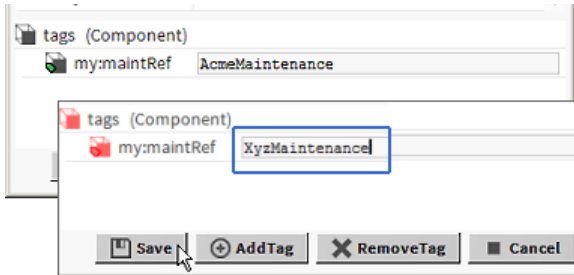 tags (Component)
my:maintRef AcmeMaintenance
tags (Component)
my:maintRef XyzMaintenance
Save AddTag RemoveTag Cancel